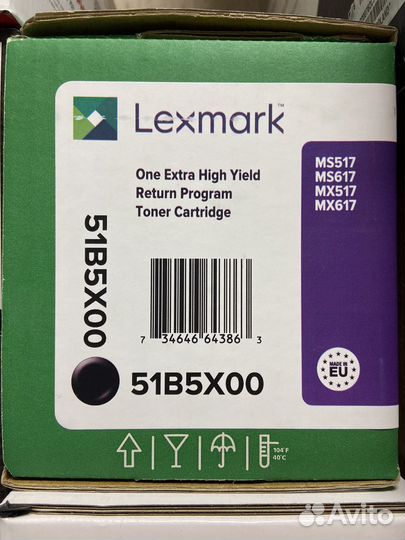 Lexmark™
One Extra High Yield
Return Program
Toner Cartridge
MS517
MS617
MX517
MX617
51B5X00
7 34646 64386 3
51B5X00
MADE IN
EU
104°F
40°C
Avito